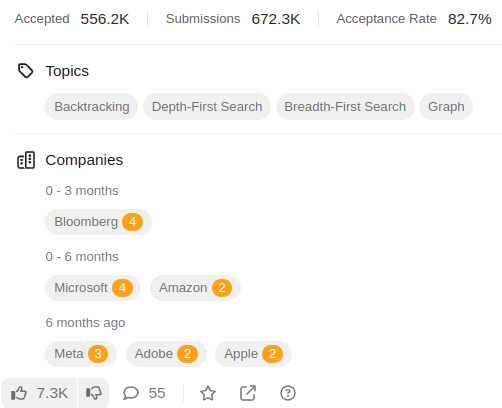 Accepted 556.2K Submissions 672.3K Acceptance Rate 82.7%
Topics
Backtracking Depth-First Search Breadth-First Search Graph
Companies
0 - 3 months
Bloomberg 4
0 - 6 months
Microsoft 4 Amazon 2
6 months ago
Meta 3 Adobe 2 Apple 2
7.3K 55